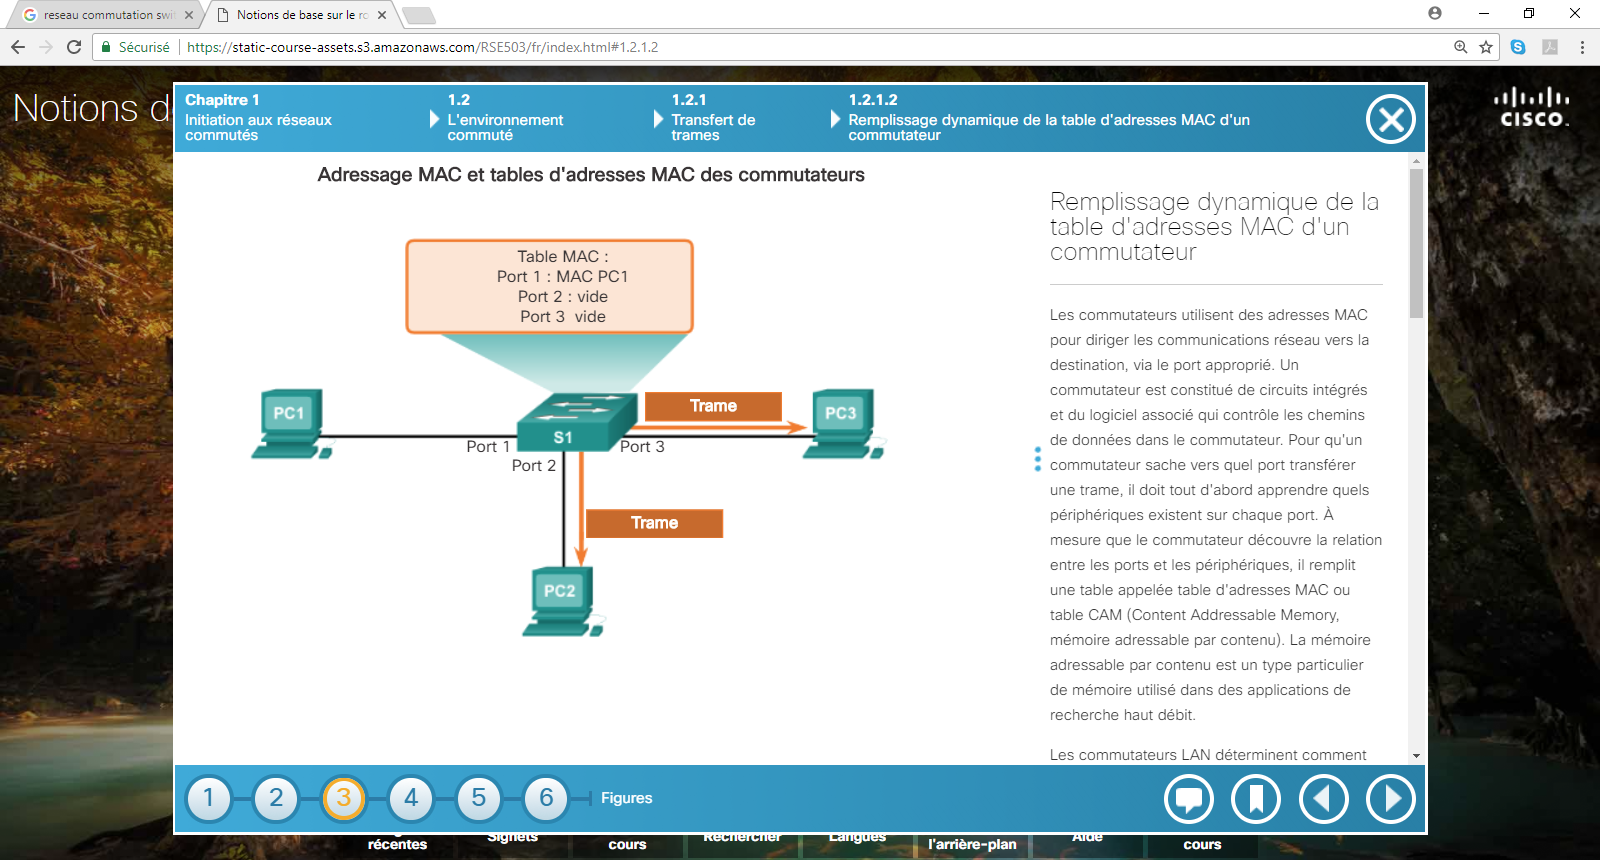 reseau commutation swi
Notions de base sur le ro
Sécurisé
https://static-course-assets.s3.amazonaws.com/RSE503/fr/index.html#1.2.1.2
Notions d
Chapitre 1
Initiation aux réseaux
commutés
1.2
L'environnement
commuté
1.2.1
Transfert de
trames
1.2.1.2
Remplissage dynamique de la table d'adresses MAC d'un
commutateur
CISCO.
Adressage MAC et tables d'adresses MAC des commutateurs
Table MAC :
Port 1 : MAC PC1
Port 2 : vide
Port 3 vide
PC1
S1
Trame
PC3
Port 1
Port 2
Port 3
Trame
PC2
Remplissage dynamique de la
table d'adresses MAC d'un
commutateur
Les commutateurs utilisent des adresses MAC
pour diriger les communications réseau vers la
destination, via le port approprié. Un
commutateur est constitué de circuits intégrés
et du logiciel associé qui contrôle les chemins
de données dans le commutateur. Pour qu'un
commutateur sache vers quel port transférer
une trame, il doit tout d'abord apprendre quels
périphériques existent sur chaque port. À
mesure que le commutateur découvre la relation
entre les ports et les périphériques, il remplit
une table appelée table d'adresses MAC ou
table CAM (Content Addressable Memory,
mémoire adressable par contenu). La mémoire
adressable par contenu est un type particulier
de mémoire utilisé dans des applications de
recherche haut débit.
Les commutateurs LAN déterminent comment
1 2 3 4 5 6 Figures
récentes
Signets
cours
Rechercher
Langues
l'arrière-plan
Aide
cours